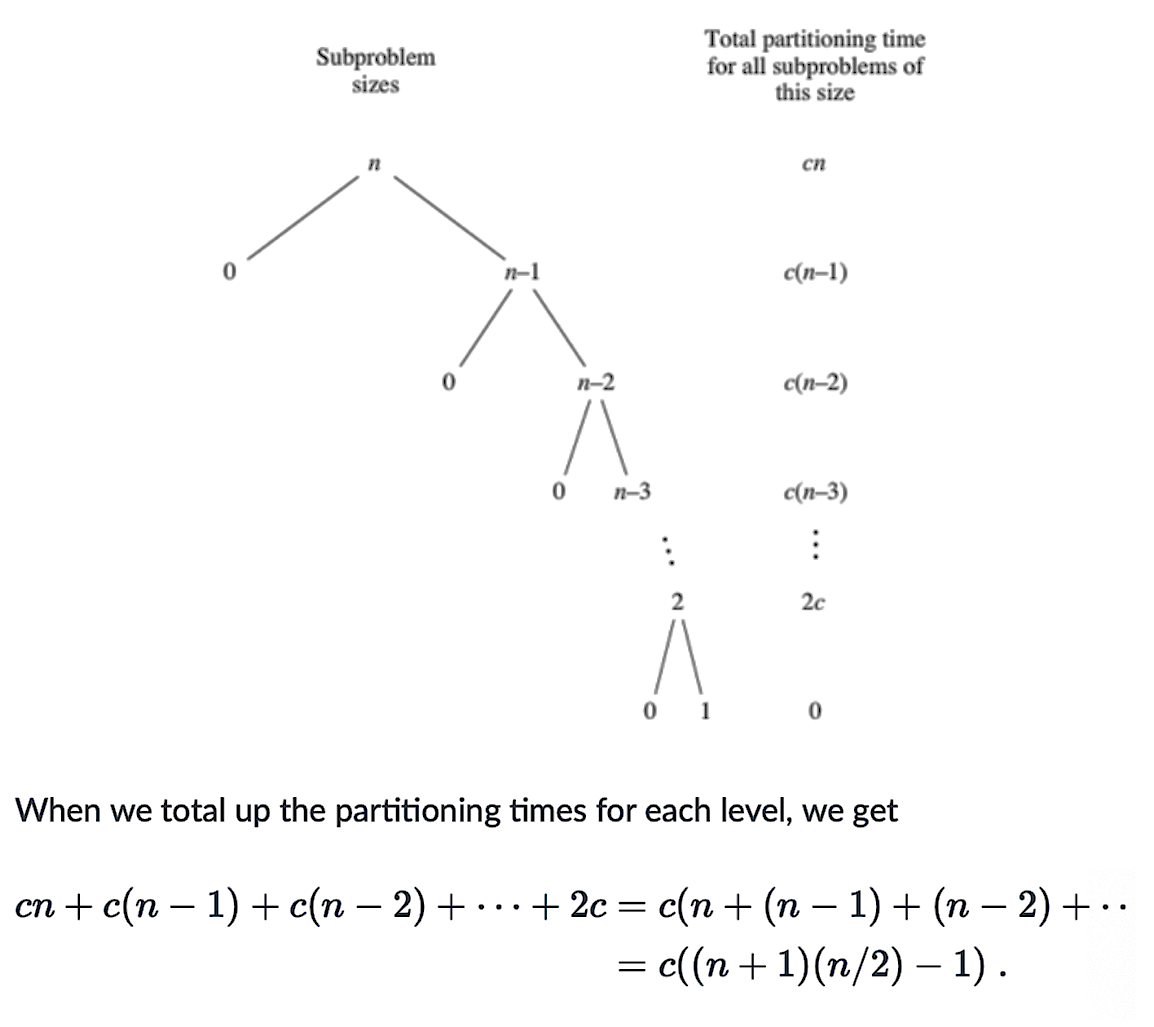 Subproblem
sizes
Total partitioning time
for all subproblems of
this size
n
cn
0
n–1
c(n–1)
0
n–2
c(n–2)
0
n–3
c(n–3)
⋱
⋮
2
2c
0
1
0
When we total up the partitioning times for each level, we get
cn + c(n − 1) + c(n − 2) + ⋯ + 2c = c(n + (n − 1) + (n − 2) + ··
= c((n + 1)(n/2) − 1) .